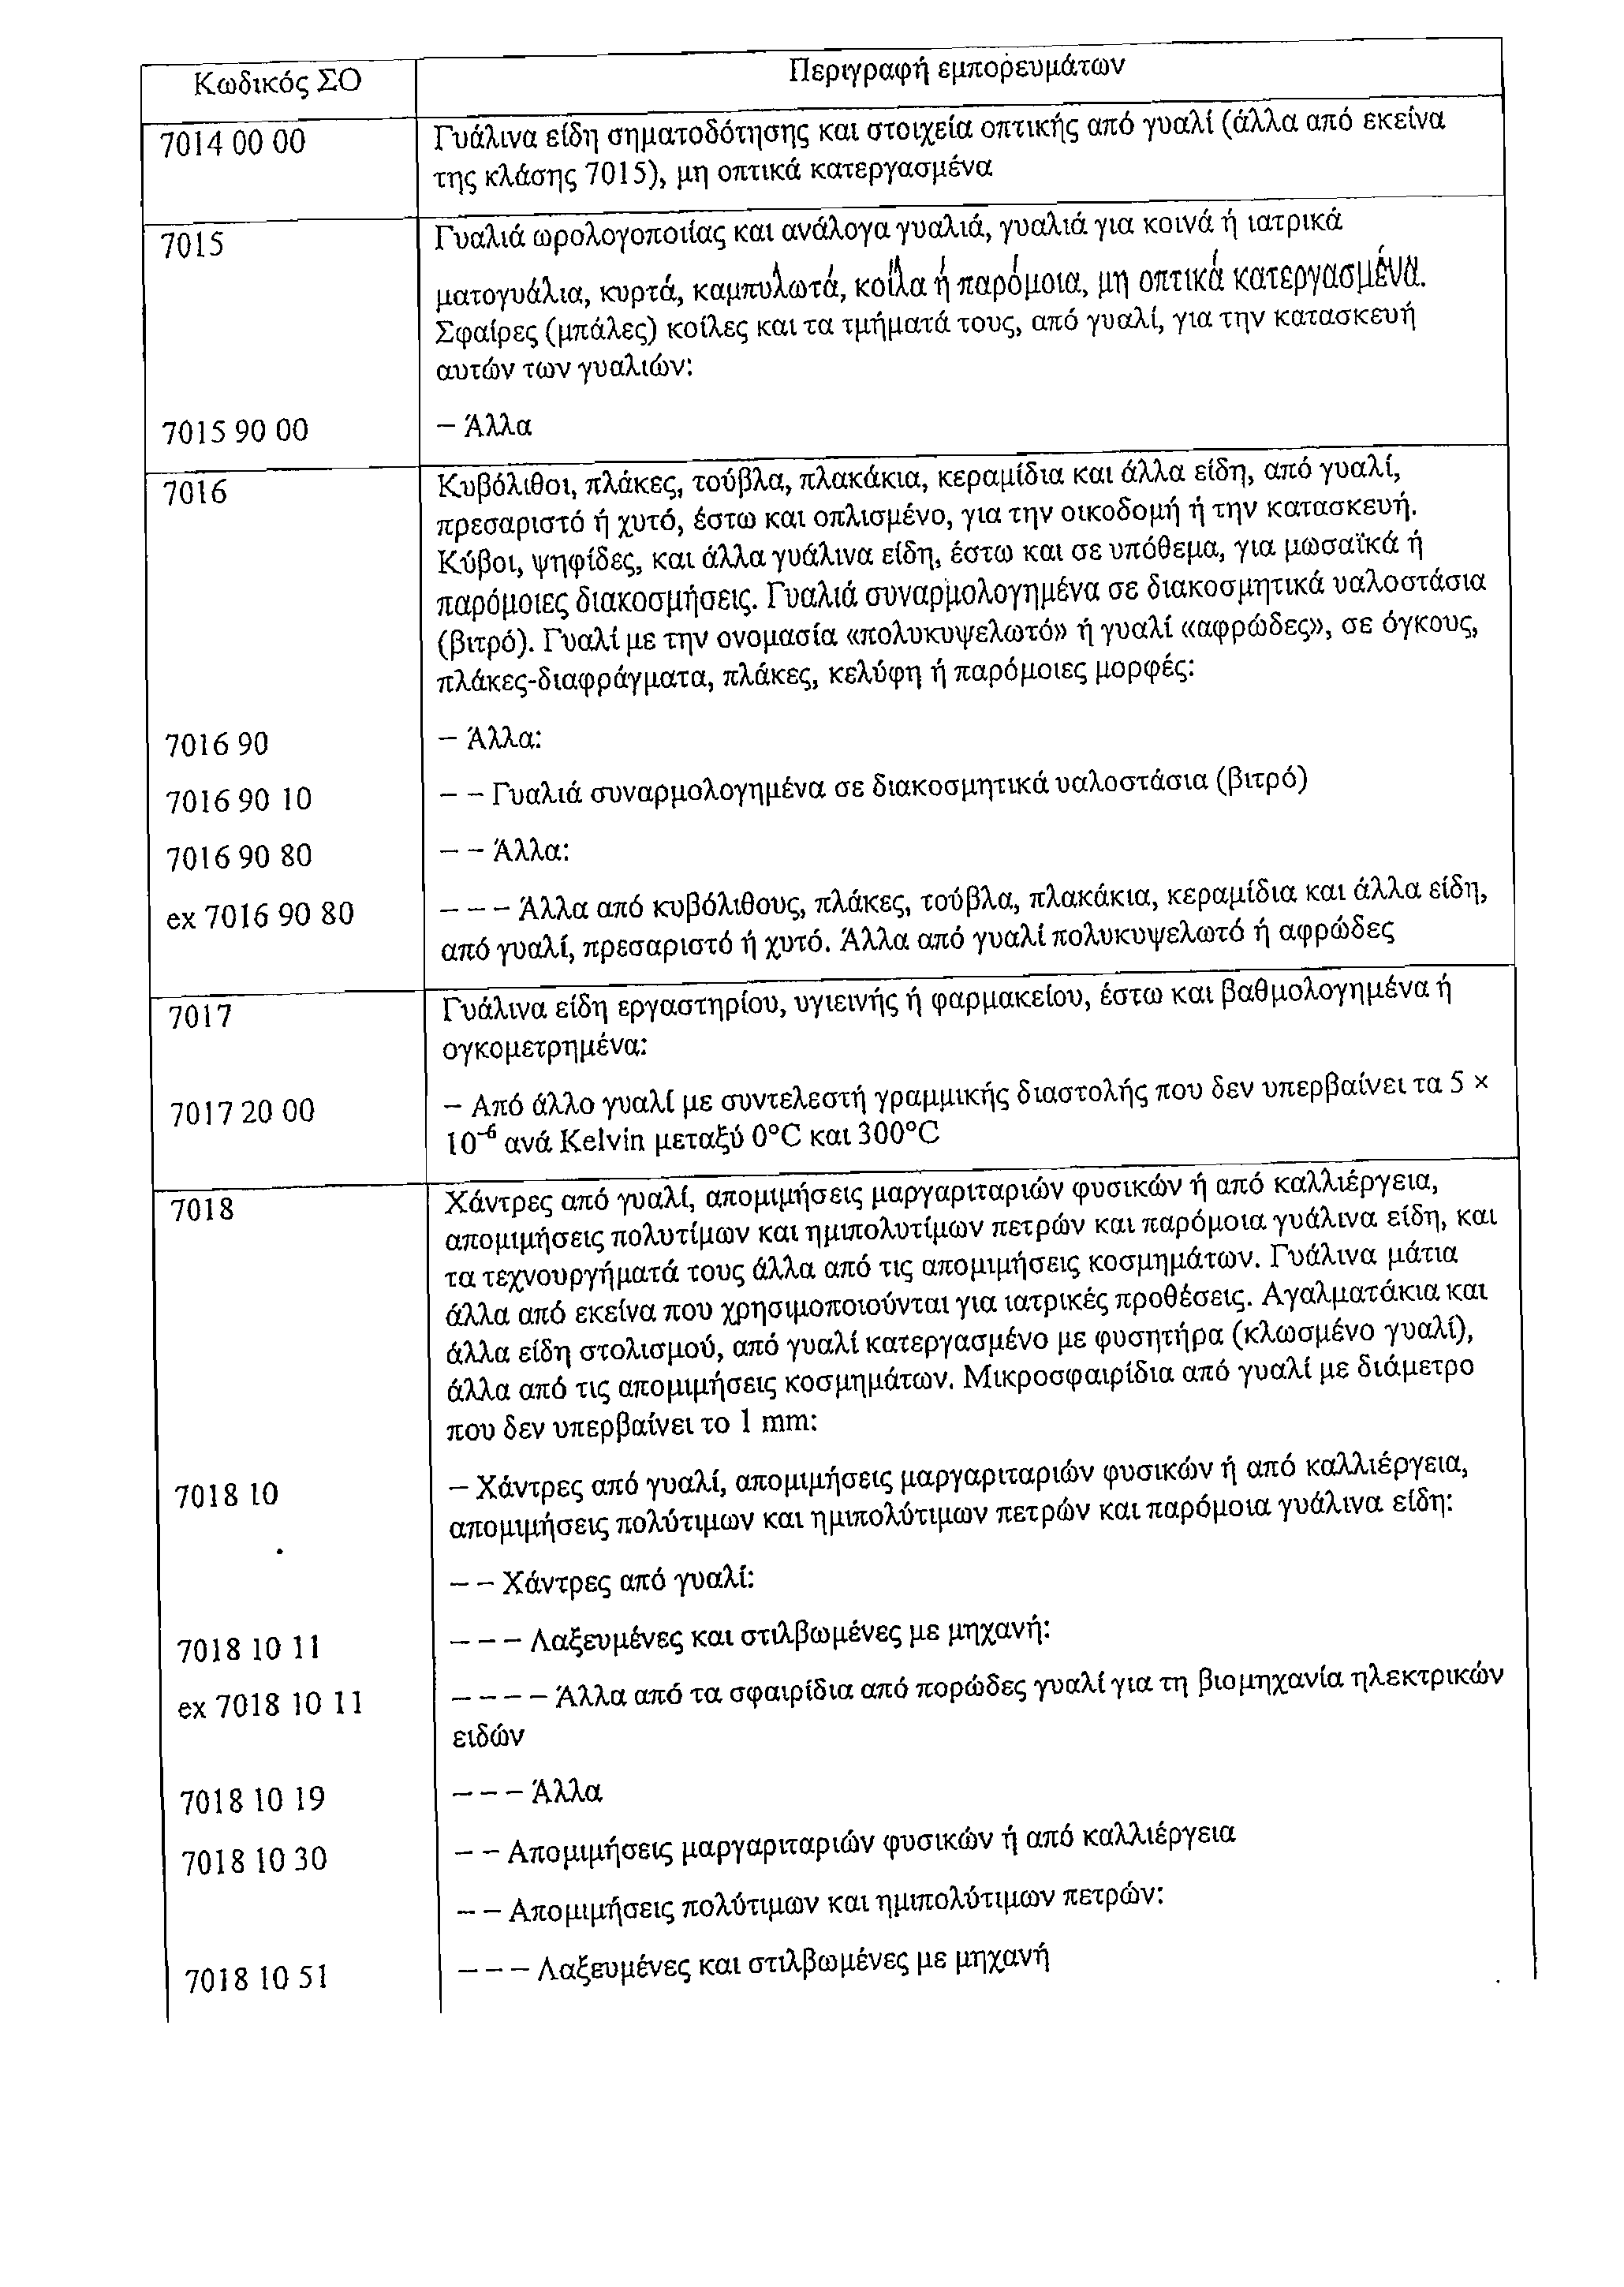 Κωδικός ΣΟ
Περιγραφή εμπορευμάτων
7014 00 00
Γυάλινα είδη σηματοδότησης και στοιχεία οπτικής από γυαλί (άλλα από εκείνα
της κλάσης 7015), μη οπτικά κατεργασμένα
7015
Γυαλιά ωρολογοποιίας και ανάλογα γυαλιά, γυαλιά για κοινά ή ιατρικά
ματογυάλια, κυρτά, καμπυλωτά, κοίλα ή παρόμοια, μη οπτικά κατεργασμένα.
Σφαίρες (μπάλες) κοίλες και τα τμήματά τους, από γυαλί, για την κατασκευή
αυτών των γυαλιών:
7015 90 00
– Άλλα
7016
Κυβόλιθοι, πλάκες, τούβλα, πλακάκια, κεραμίδια και άλλα είδη, από γυαλί,
πρεσαριστό ή χυτό, έστω και οπλισμένο, για την οικοδομή ή την κατασκευή.
Κύβοι, ψηφίδες, και άλλα γυάλινα είδη, έστω και σε υπόθεμα, για μωσαϊκά ή
παρόμοιες διακοσμήσεις. Γυαλιά συναρμολογημένα σε διακοσμητικά υαλοστάσια
(βιτρό). Γυαλί με την ονομασία «πολυκυψελωτό» ή γυαλί «αφρώδες», σε όγκους,
πλάκες-διαφράγματα, πλάκες, κελύφη ή παρόμοιες μορφές:
7016 90
– Άλλα:
7016 90 10
– – Γυαλιά συναρμολογημένα σε διακοσμητικά υαλοστάσια (βιτρό)
7016 90 80
– – Άλλα:
ex 7016 90 80
– – – Άλλα από κυβόλιθους, πλάκες, τούβλα, πλακάκια, κεραμίδια και άλλα είδη,
από γυαλί, πρεσαριστό ή χυτό. Άλλα από γυαλί πολυκυψελωτό ή αφρώδες
7017
Γυάλινα είδη εργαστηρίου, υγιεινής ή φαρμακείου, έστω και βαθμολογημένα ή
ογκομετρημένα:
7017 20 00
– Από άλλο γυαλί με συντελεστή γραμμικής διαστολής που δεν υπερβαίνει τα 5 ×
10⁻⁶ ανά Kelvin μεταξύ 0°C και 300°C
7018
Χάντρες από γυαλί, απομιμήσεις μαργαριταριών φυσικών ή από καλλιέργεια,
απομιμήσεις πολυτίμων και ημιπολυτίμων πετρών και παρόμοια γυάλινα είδη, και
τα τεχνουργήματά τους άλλα από τις απομιμήσεις κοσμημάτων. Γυάλινα μάτια
άλλα από εκείνα που χρησιμοποιούνται για ιατρικές προθέσεις. Αγαλματάκια και
άλλα είδη στολισμού, από γυαλί κατεργασμένο με φυσητήρα (κλωσμένο γυαλί),
άλλα από τις απομιμήσεις κοσμημάτων. Μικροσφαιρίδια από γυαλί με διάμετρο
που δεν υπερβαίνει το 1 mm:
7018 10
– Χάντρες από γυαλί, απομιμήσεις μαργαριταριών φυσικών ή από καλλιέργεια,
απομιμήσεις πολύτιμων και ημιπολύτιμων πετρών και παρόμοια γυάλινα είδη:
– – Χάντρες από γυαλί:
7018 10 11
– – – Λαξευμένες και στιλβωμένες με μηχανή:
ex 7018 10 11
– – – – Άλλα από τα σφαιρίδια από πορώδες γυαλί για τη βιομηχανία ηλεκτρικών
ειδών
7018 10 19
– – – Άλλα
7018 10 30
– – Απομιμήσεις μαργαριταριών φυσικών ή από καλλιέργεια
– – Απομιμήσεις πολύτιμων και ημιπολύτιμων πετρών:
7018 10 51
– – – Λαξευμένες και στιλβωμένες με μηχανή